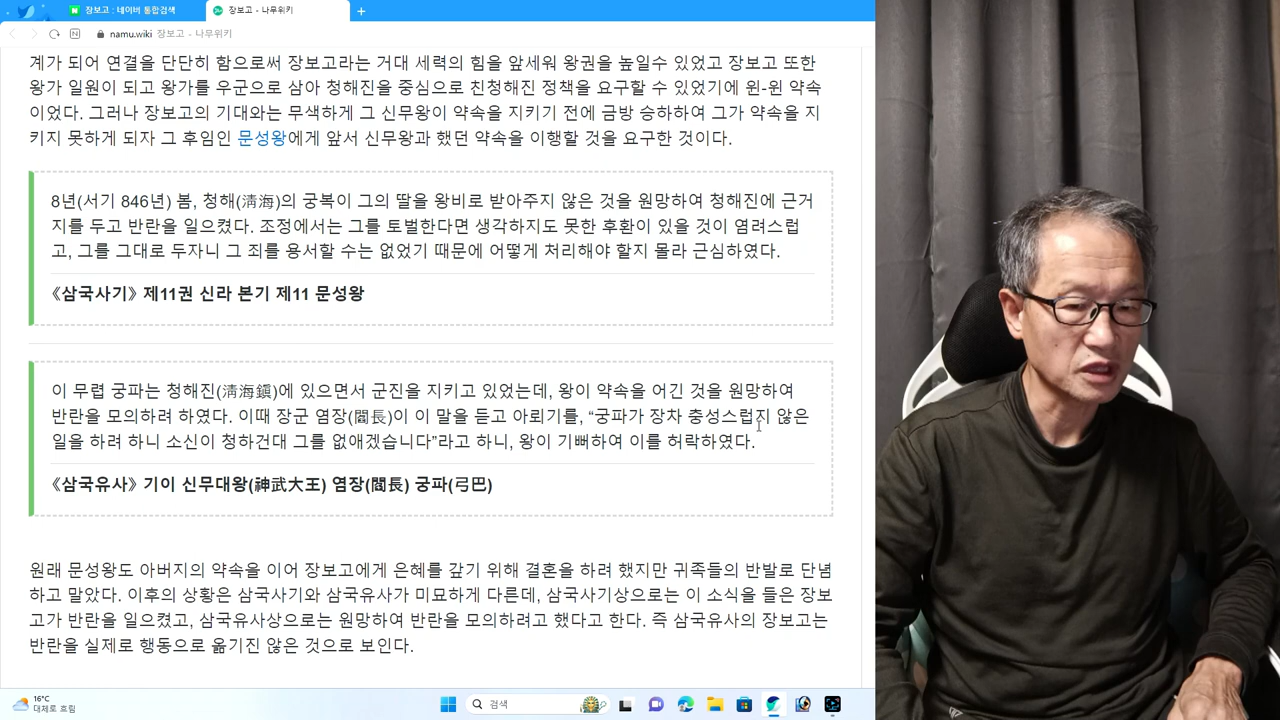 장보고 : 네이버 통합검색
장보고 - 나무위키
namu.wiki 장보고 - 나무위키
계가 되어 연결을 단단히 함으로써 장보고라는 거대 세력의 힘을 앞세워 왕권을 높일수 있었고 장보고 또한
왕가 일원이 되고 왕가를 우군으로 삼아 청해진을 중심으로 친청해진 정책을 요구할 수 있었기에 윈-윈 약속
이었다. 그러나 장보고의 기대와는 무색하게 그 신무왕이 약속을 지키기 전에 금방 승하하여 그가 약속을 지
키지 못하게 되자 그 후임인 문성왕에게 앞서 신무왕과 했던 약속을 이행할 것을 요구한 것이다.
8년(서기 846년) 봄, 청해(淸海)의 궁복이 그의 딸을 왕비로 받아주지 않은 것을 원망하여 청해진에 근거
지를 두고 반란을 일으켰다. 조정에서는 그를 토벌한다면 생각하지도 못한 후환이 있을 것이 염려스럽
고, 그를 그대로 두자니 그 죄를 용서할 수는 없었기 때문에 어떻게 처리해야 할지 몰라 근심하였다.
《삼국사기》 제11권 신라 본기 제11 문성왕
이 무렵 궁파는 청해진(淸海鎭)에 있으면서 군진을 지키고 있었는데, 왕이 약속을 어긴 것을 원망하여
반란을 모의하려 하였다. 이때 장군 염장(閻長)이 이 말을 듣고 아뢰기를, “궁파가 장차 충성스럽지 않은
일을 하려 하니 소신이 청하건대 그를 없애겠습니다”라고 하니, 왕이 기뻐하여 이를 허락하였다.
《삼국유사》 기이 신무대왕(神武大王) 염장(閻長) 궁파(弓巴)
원래 문성왕도 아버지의 약속을 이어 장보고에게 은혜를 갚기 위해 결혼을 하려 했지만 귀족들의 반발로 단념
하고 말았다. 이후의 상황은 삼국사기와 삼국유사가 미묘하게 다른데, 삼국사기상으로는 이 소식을 들은 장보
고가 반란을 일으켰고, 삼국유사상으로는 원망하여 반란을 모의하려고 했다고 한다. 즉 삼국유사의 장보고는
반란을 실제로 행동으로 옮기진 않은 것으로 보인다.
16°C
대체로 흐림
검색